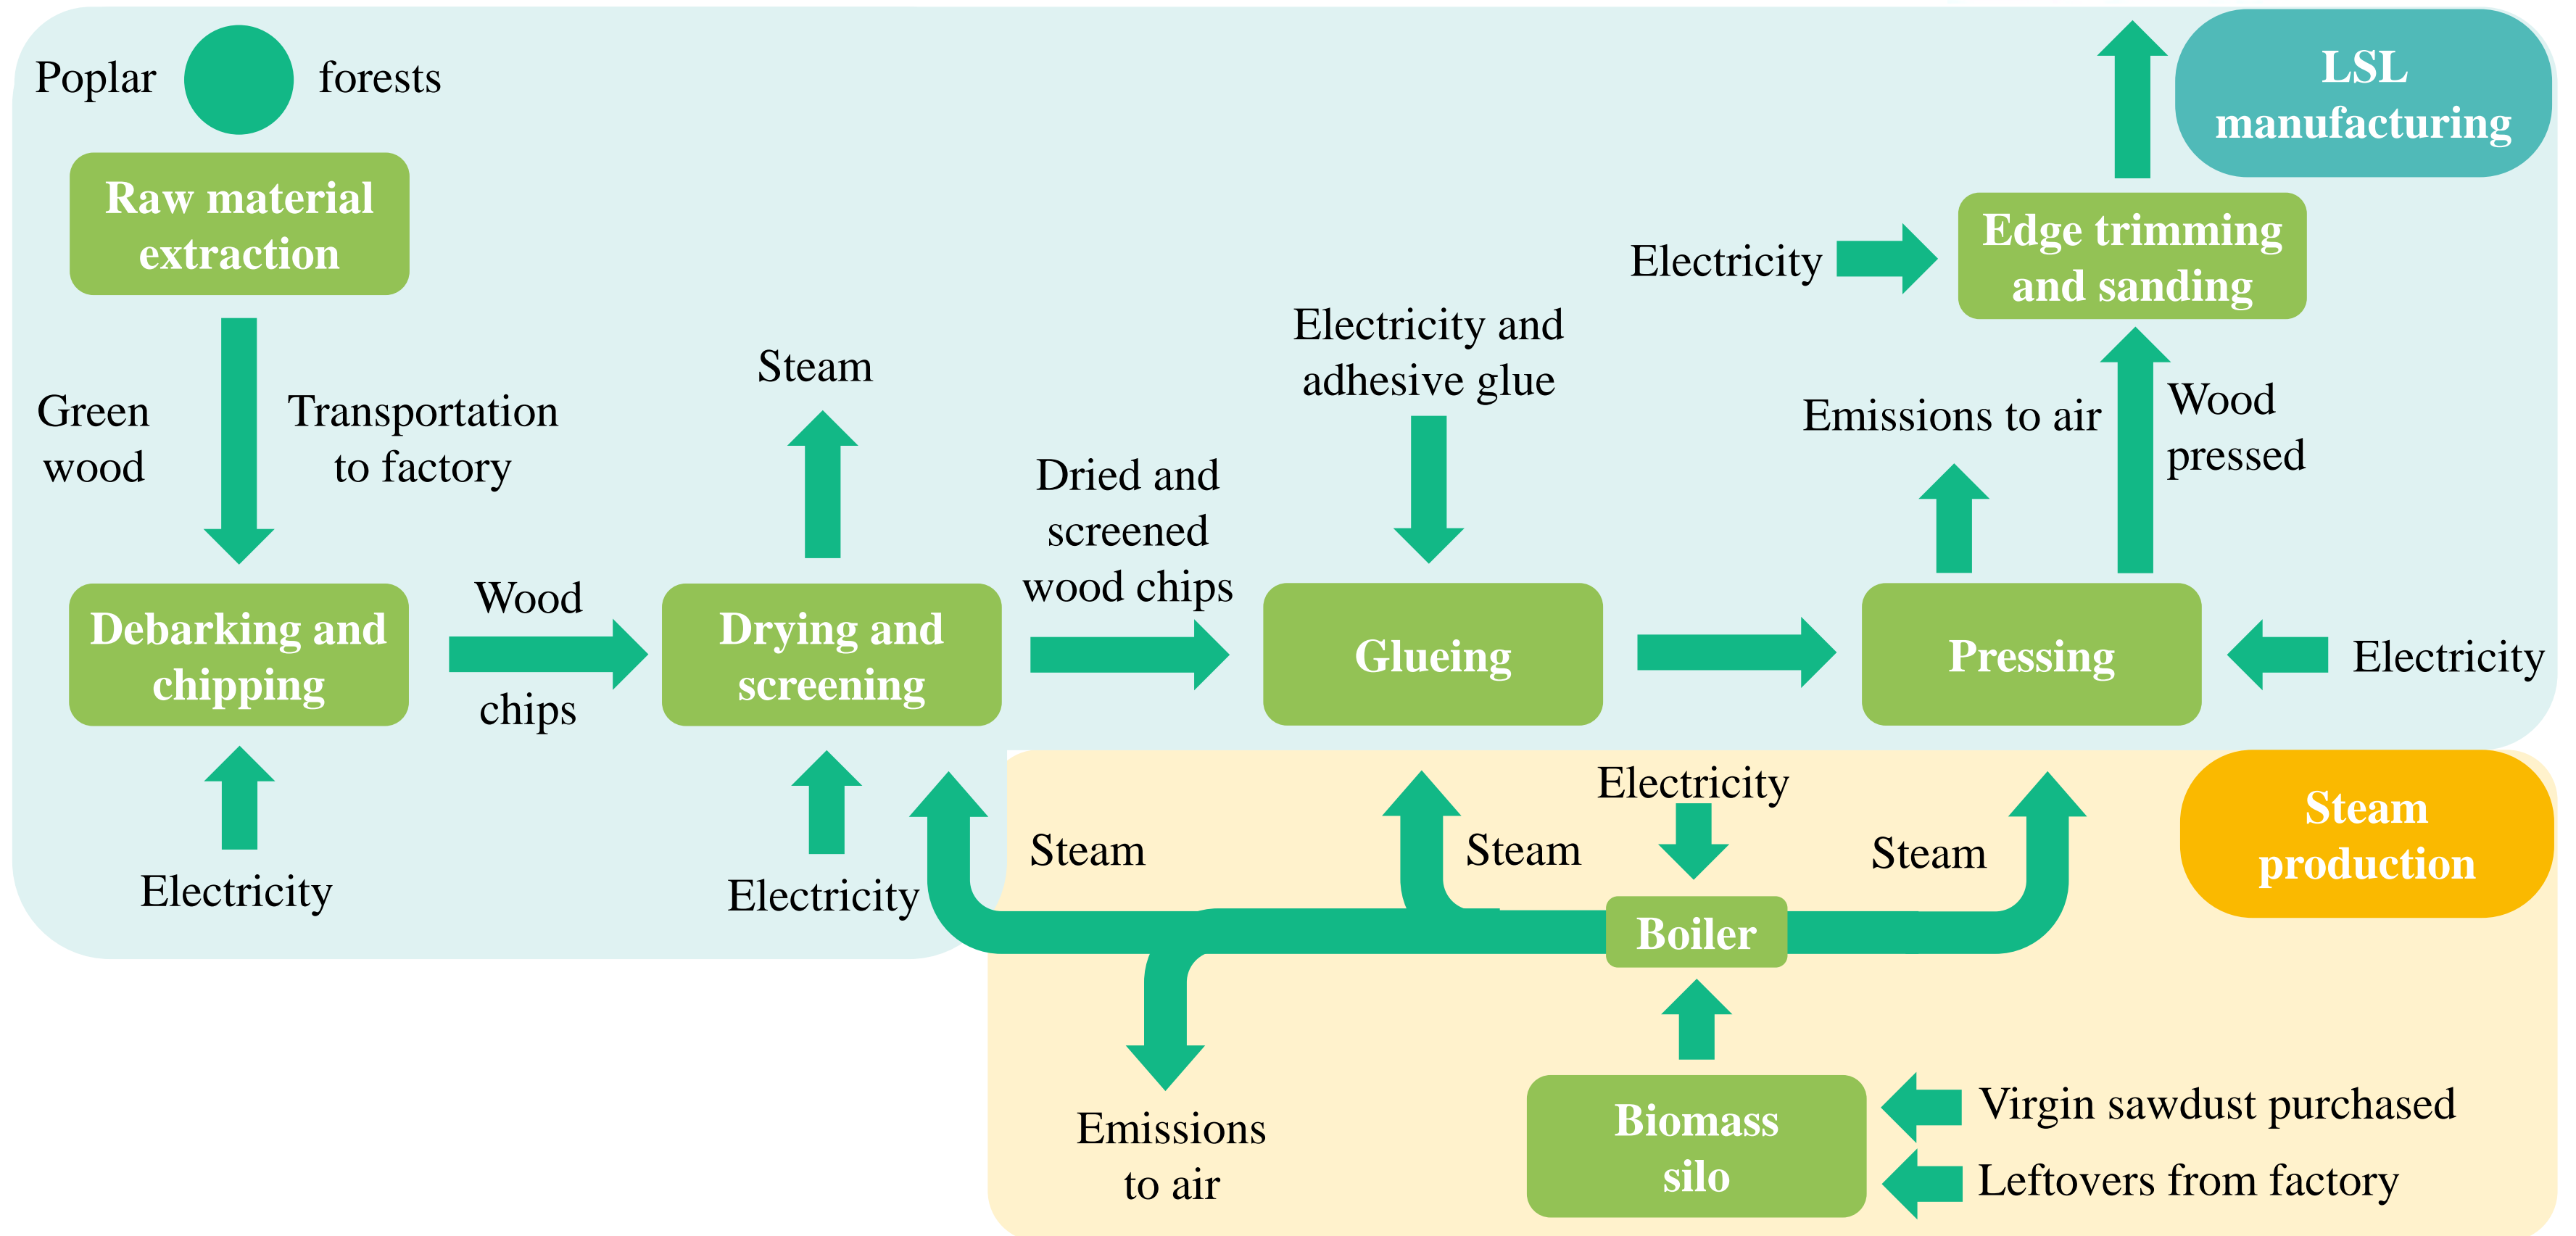 Poplar forests
LSL
manufacturing
Raw material
extraction
Edge trimming
and sanding
Electricity
Electricity and
adhesive glue
Steam
Green
wood
Transportation
to factory
Emissions to air
Wood
pressed
Dried and
screened
wood chips
Debarking and
chipping
Wood
chips
Drying and
screening
Glueing
Pressing
Electricity
Electricity
Electricity
Steam
Steam
Electricity
Steam
Steam
production
Boiler
Emissions
to air
Biomass
silo
Virgin sawdust purchased
Leftovers from factory